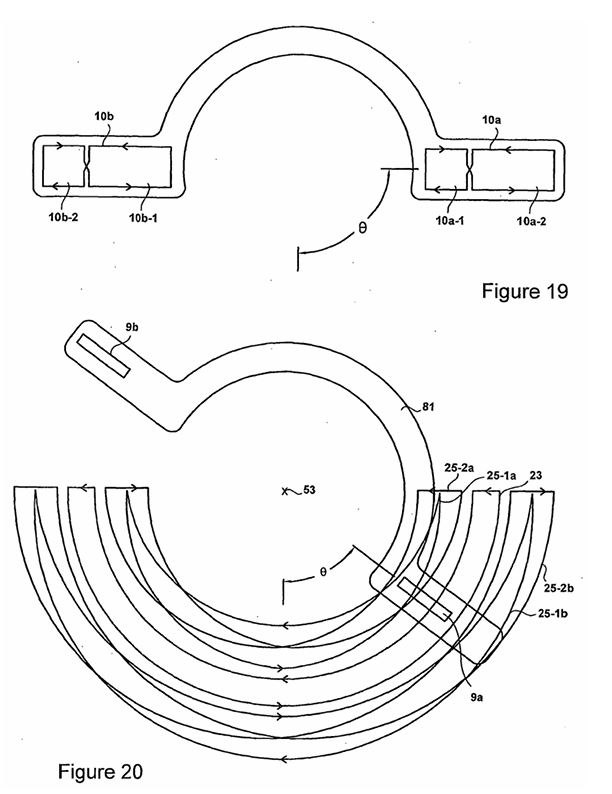 10b
10a
10b-2
10b-1
10a-1
10a-2
θ
Figure 19
9b
81
25-2a
25-1a
23
x 53
θ
25-2b
25-1b
9a
Figure 20